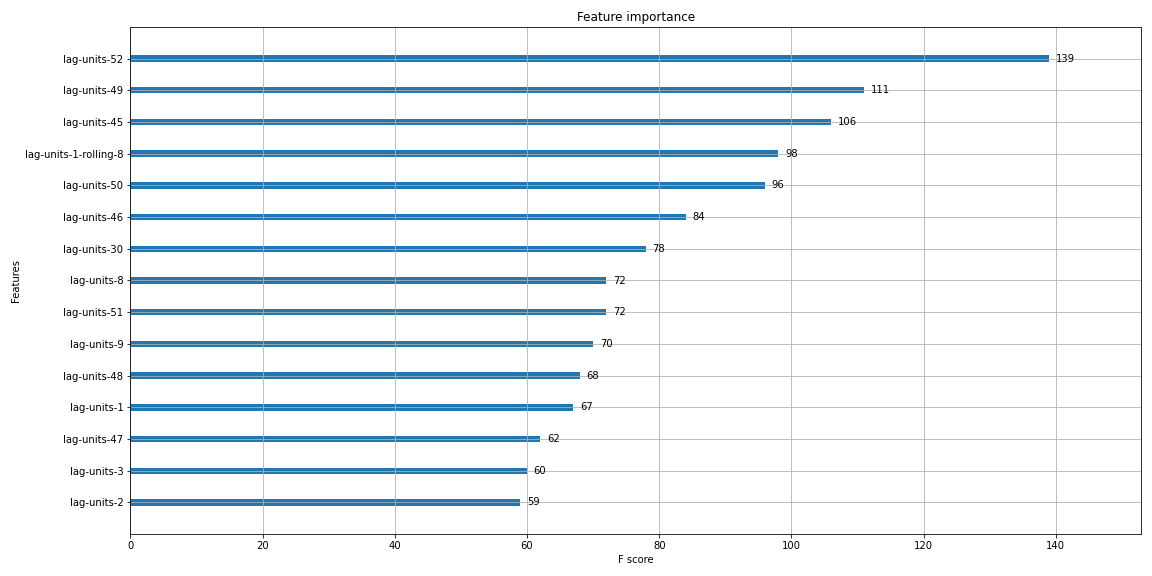 Feature importance
lag-units-52 139
lag-units-49 111
lag-units-45 106
lag-units-1-rolling-8 98
lag-units-50 96
lag-units-46 84
lag-units-30 78
lag-units-8 72
lag-units-51 72
lag-units-9 70
lag-units-48 68
lag-units-1 67
lag-units-47 62
lag-units-3 60
lag-units-2 59
Features
0 20 40 60 80 100 120 140
F score